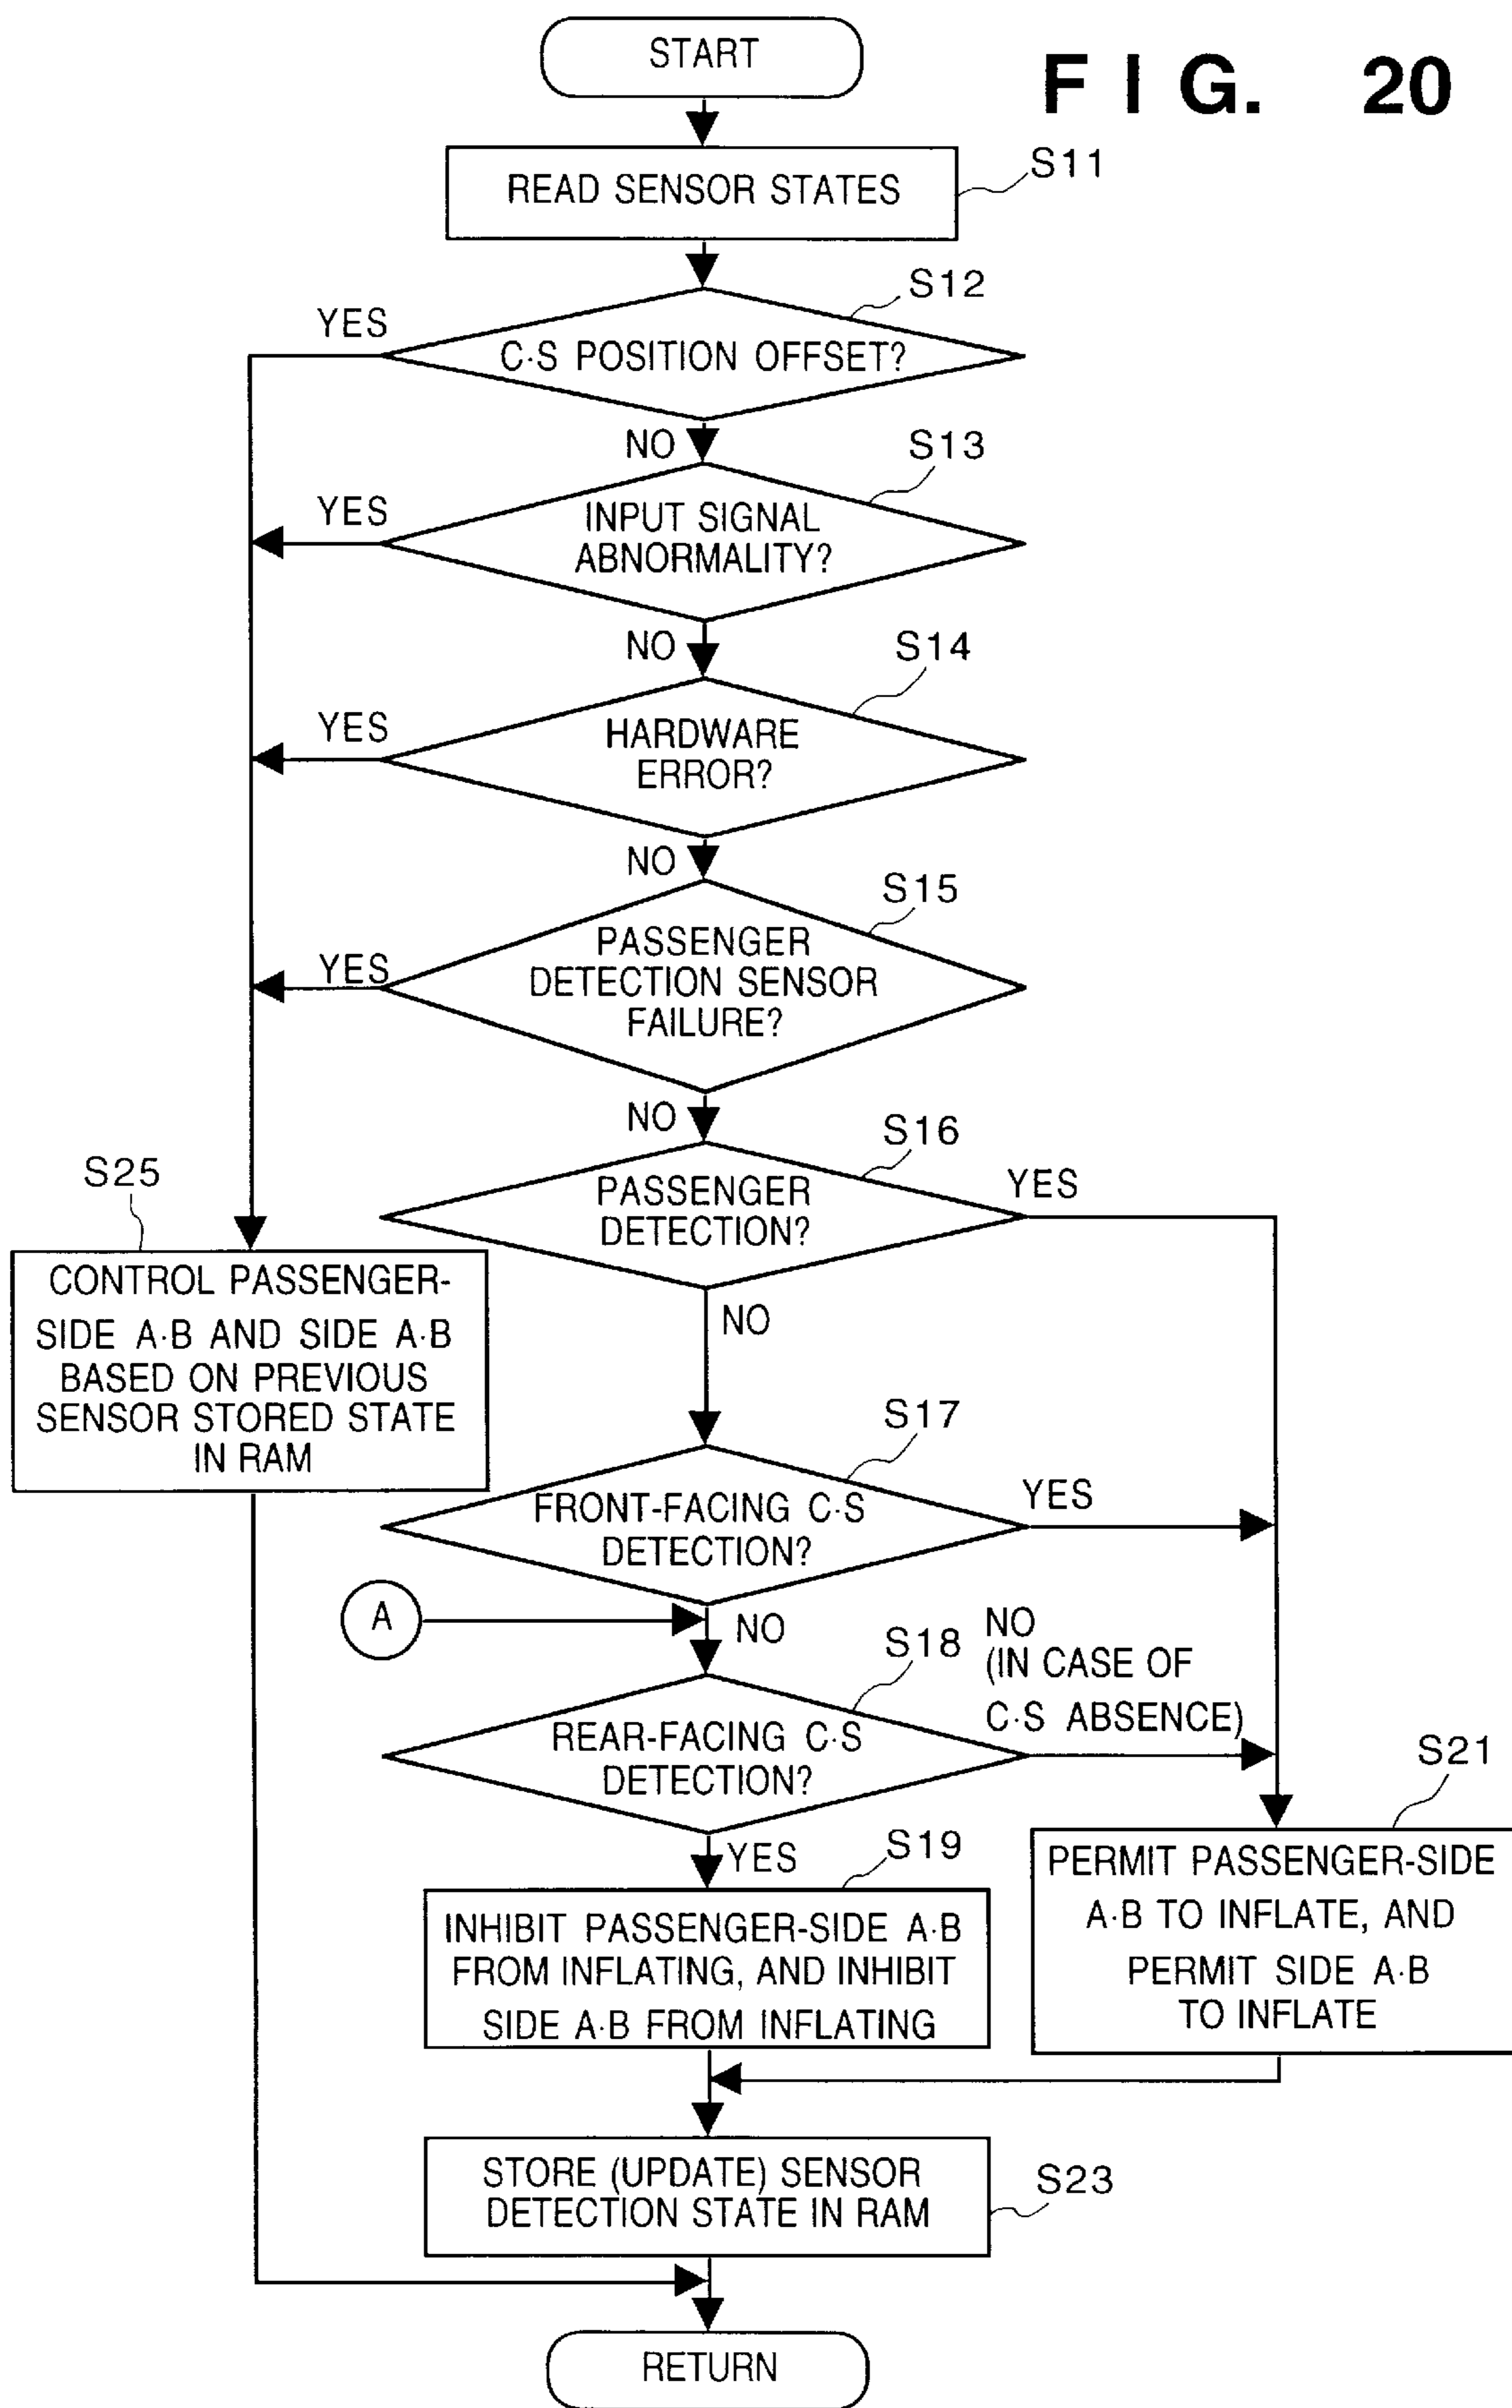 START
FIG. 20
READ SENSOR STATES
S11
S12
YES
C·S POSITION OFFSET?
NO
S13
YES
INPUT SIGNAL
ABNORMALITY?
NO
S14
YES
HARDWARE
ERROR?
NO
S15
YES
PASSENGER
DETECTION SENSOR
FAILURE?
NO
S16
PASSENGER
DETECTION?
YES
NO
S25
CONTROL PASSENGER-
SIDE A·B AND SIDE A·B
BASED ON PREVIOUS
SENSOR STORED STATE
IN RAM
S17
FRONT-FACING C·S
DETECTION?
YES
A
NO
S18
NO
(IN CASE OF
C·S ABSENCE)
REAR-FACING C·S
DETECTION?
YES
S19
INHIBIT PASSENGER-SIDE A·B
FROM INFLATING, AND INHIBIT
SIDE A·B FROM INFLATING
S21
PERMIT PASSENGER-SIDE
A·B TO INFLATE, AND
PERMIT SIDE A·B
TO INFLATE
STORE (UPDATE) SENSOR
DETECTION STATE IN RAM
S23
RETURN